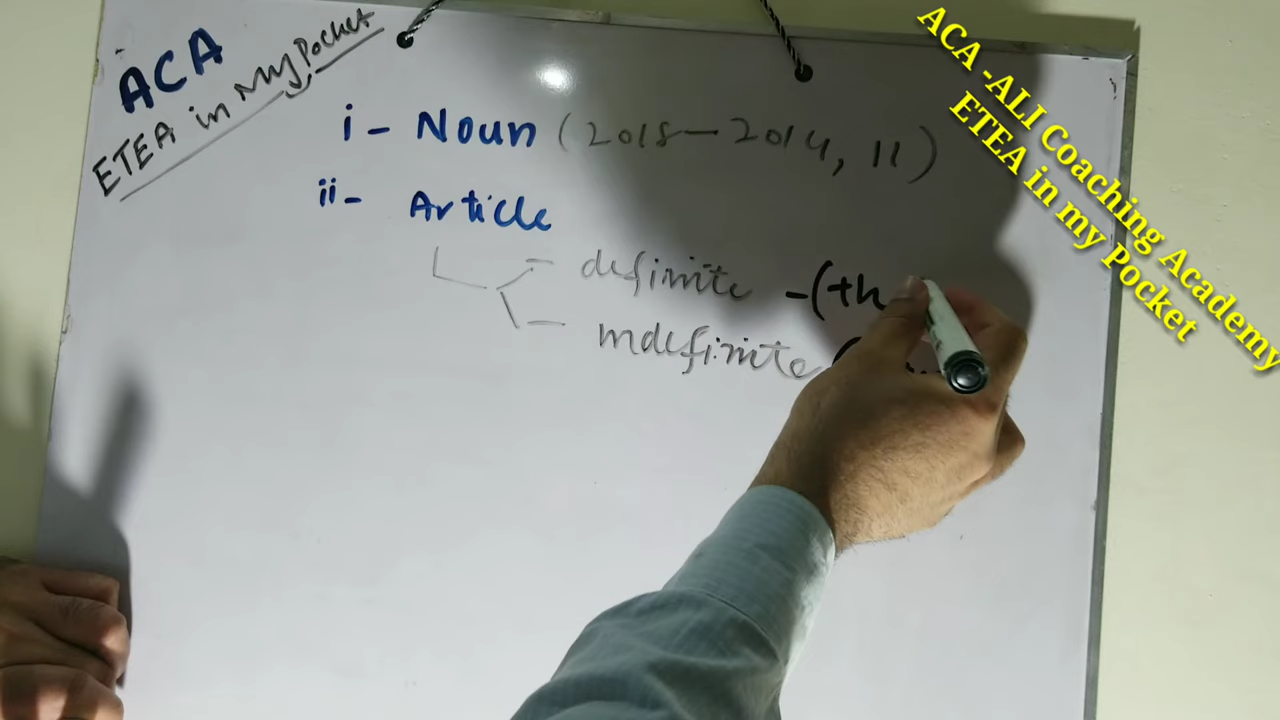 ACA
ETEA in My Pocket
i - Noun (2018 - 2014, 11)
ii - Article
definite - (th
indefinite (
ACA -ALI Coaching Academy
ETEA in my Pocket